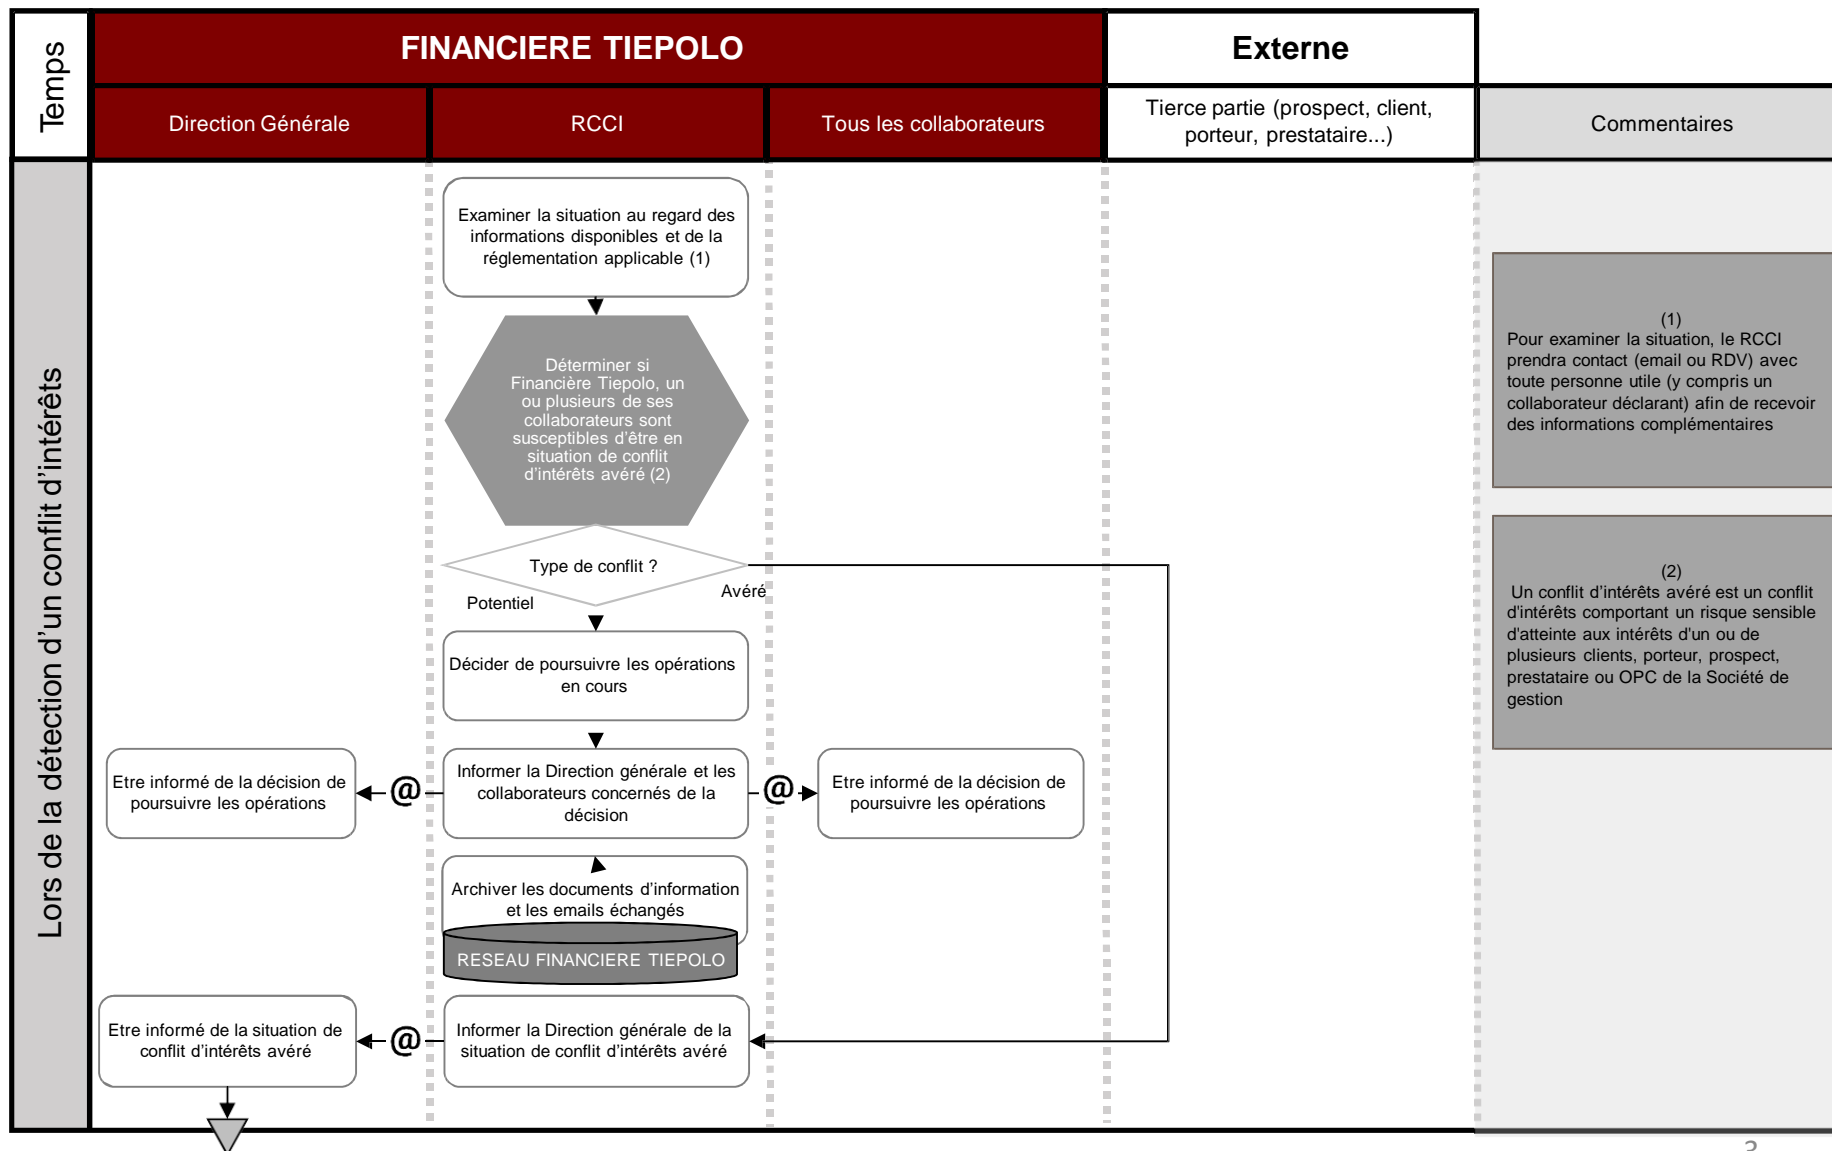 Temps
FINANCIERE TIEPOLO
Externe
Direction Générale
RCCI
Tous les collaborateurs
Tierce partie (prospect, client,
porteur, prestataire...)
Commentaires
Lors de la détection d'un conflit d'intérêts
Examiner la situation au regard des
informations disponibles et de la
réglementation applicable (1)
Déterminer si
Financière Tiepolo, un
ou plusieurs de ses
collaborateurs sont
susceptibles d'être en
situation de conflit
d'intérêts avéré (2)
Type de conflit ?
Potentiel
Avéré
Décider de poursuivre les opérations
en cours
Etre informé de la décision de
poursuivre les opérations
@
Informer la Direction générale et les
collaborateurs concernés de la
décision
@
Etre informé de la décision de
poursuivre les opérations
Archiver les documents d'information
et les emails échangés
RESEAU FINANCIERE TIEPOLO
Etre informé de la situation de
conflit d'intérêts avéré
@
Informer la Direction générale de la
situation de conflit d'intérêts avéré
(1)
Pour examiner la situation, le RCCI
prendra contact (email ou RDV) avec
toute personne utile (y compris un
collaborateur déclarant) afin de recevoir
des informations complémentaires
(2)
Un conflit d'intérêts avéré est un conflit
d'intérêts comportant un risque sensible
d'atteinte aux intérêts d'un ou de
plusieurs clients, porteur, prospect,
prestataire ou OPC de la Société de
gestion